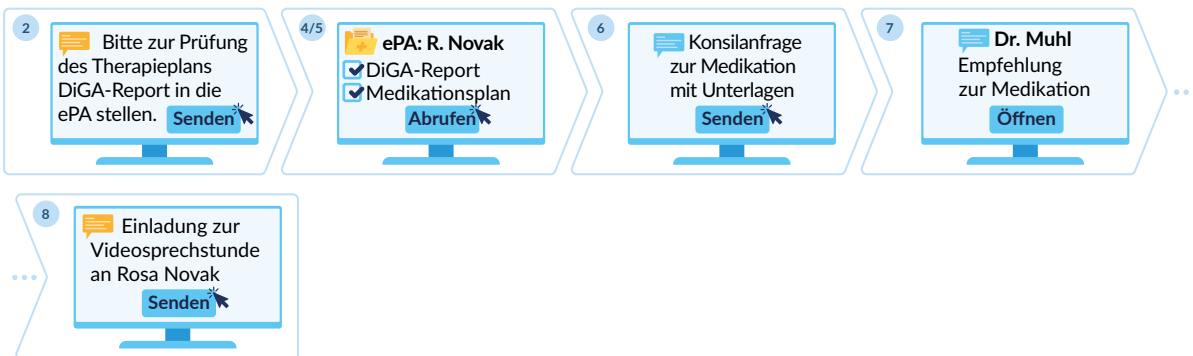 2
Bitte zur Prüfung
des Therapieplans
DiGA-Report in die
ePA stellen. Senden
4/5
ePA: R. Novak
DiGA-Report
Medikationsplan
Abrufen
6
Konsilanfrage
zur Medikation
mit Unterlagen
Senden
7
Dr. Muhl
Empfehlung
zur Medikation
Öffnen
8
Einladung zur
Videosprechstunde
an Rosa Novak
Senden